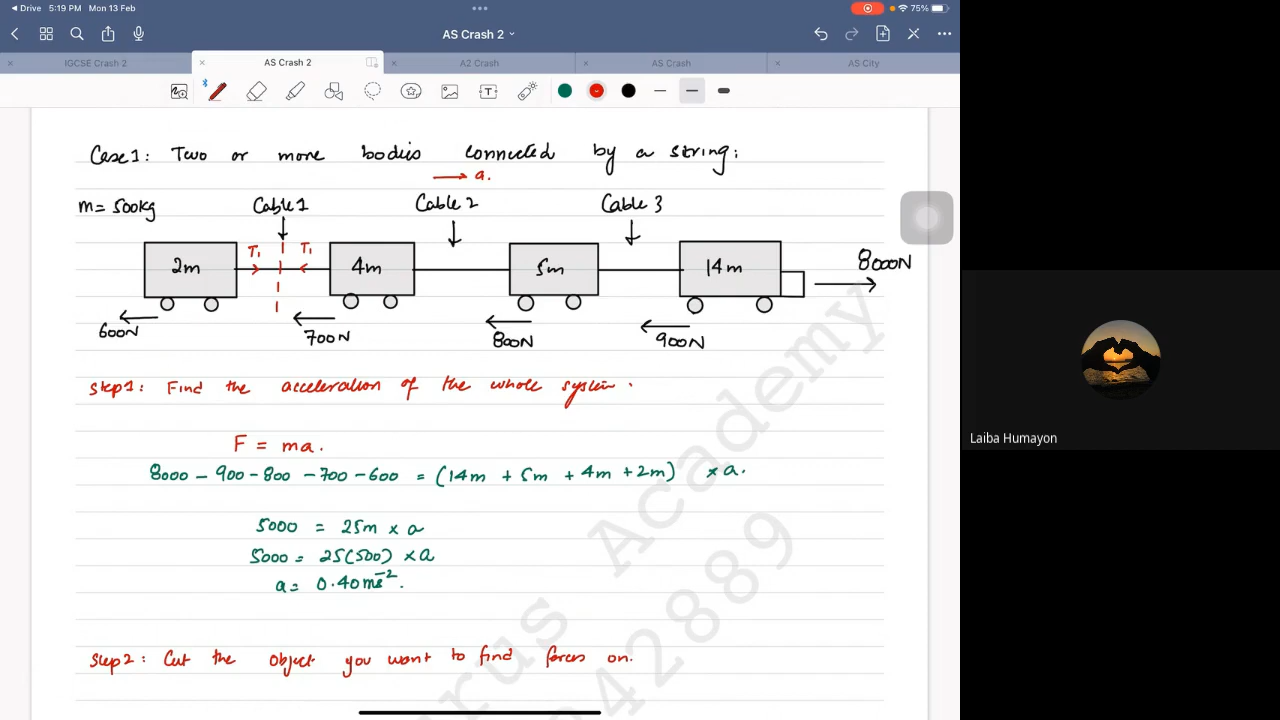 Drive 5:19 PM Mon 13 Feb 75%
AS Crash 2
IGCSE Crash 2 AS Crash 2 A2 Crash AS Crash AS City
Case 1: Two or more bodies connected by a string:
→ a.
m = 500kg Cable 1 Cable 2 Cable 3
T₁ T₁
2m 4m 5m 14m 8000N
600N 700N 800N 900N
Step 1: Find the acceleration of the whole system.
F = ma.
8000 - 900 - 800 - 700 - 600 = (14m + 5m + 4m + 2m) × a.
5000 = 25m × a
5000 = 25(500) × a
a = 0.40 ms⁻².
Step 2: Cut the object you want to find forces on.
Academy
42889
Laiba Humayon